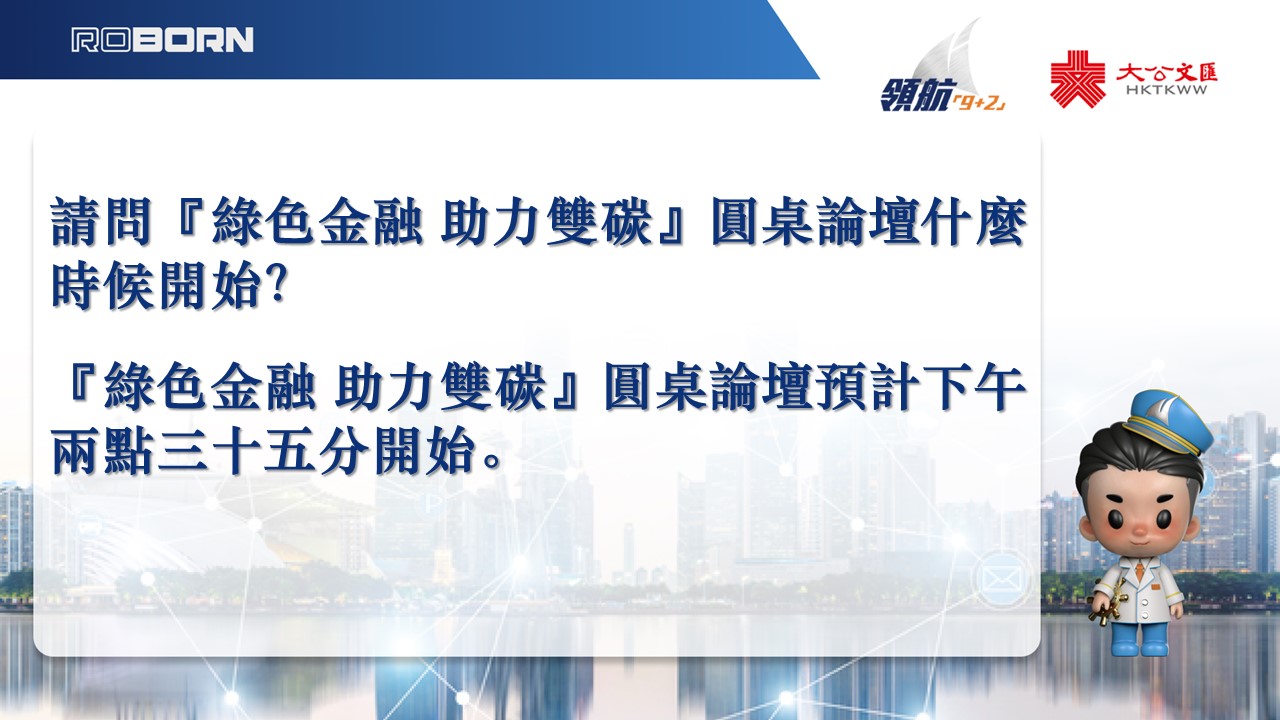 ROBORN
領航「9+2」
大公文匯
HKTKWW
請問『綠色金融 助力雙碳』圓桌論壇什麼
時候開始?
『綠色金融 助力雙碳』圓桌論壇預計下午
兩點三十五分開始。